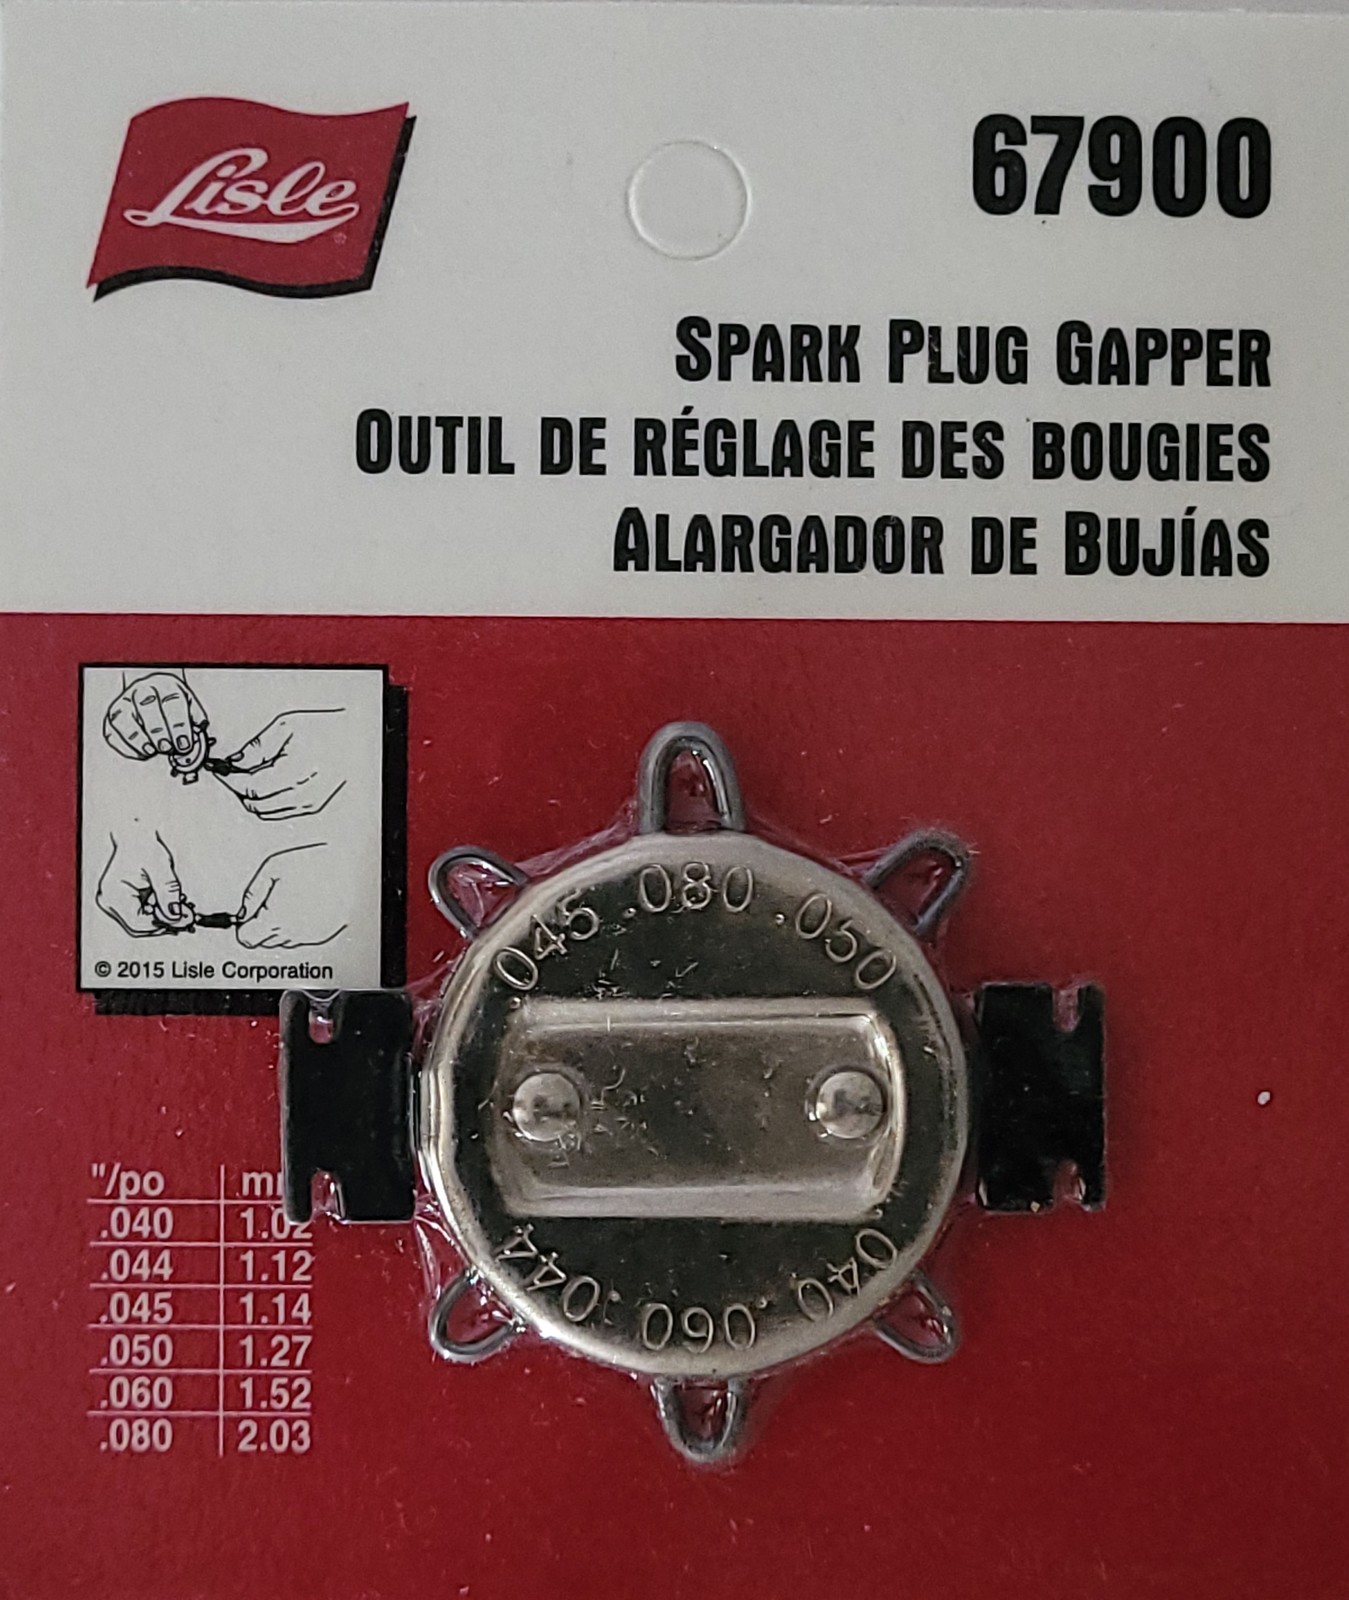 Lisle
67900
SPARK PLUG GAPPER
OUTIL DE RÉGLAGE DES BOUGIES
ALARGADOR DE BUJÍAS
© 2015 Lisle Corporation
.045 .080 .050
.044 .060 .040
"/po
.040 1.02
.044 1.12
.045 1.14
.050 1.27
.060 1.52
.080 2.03